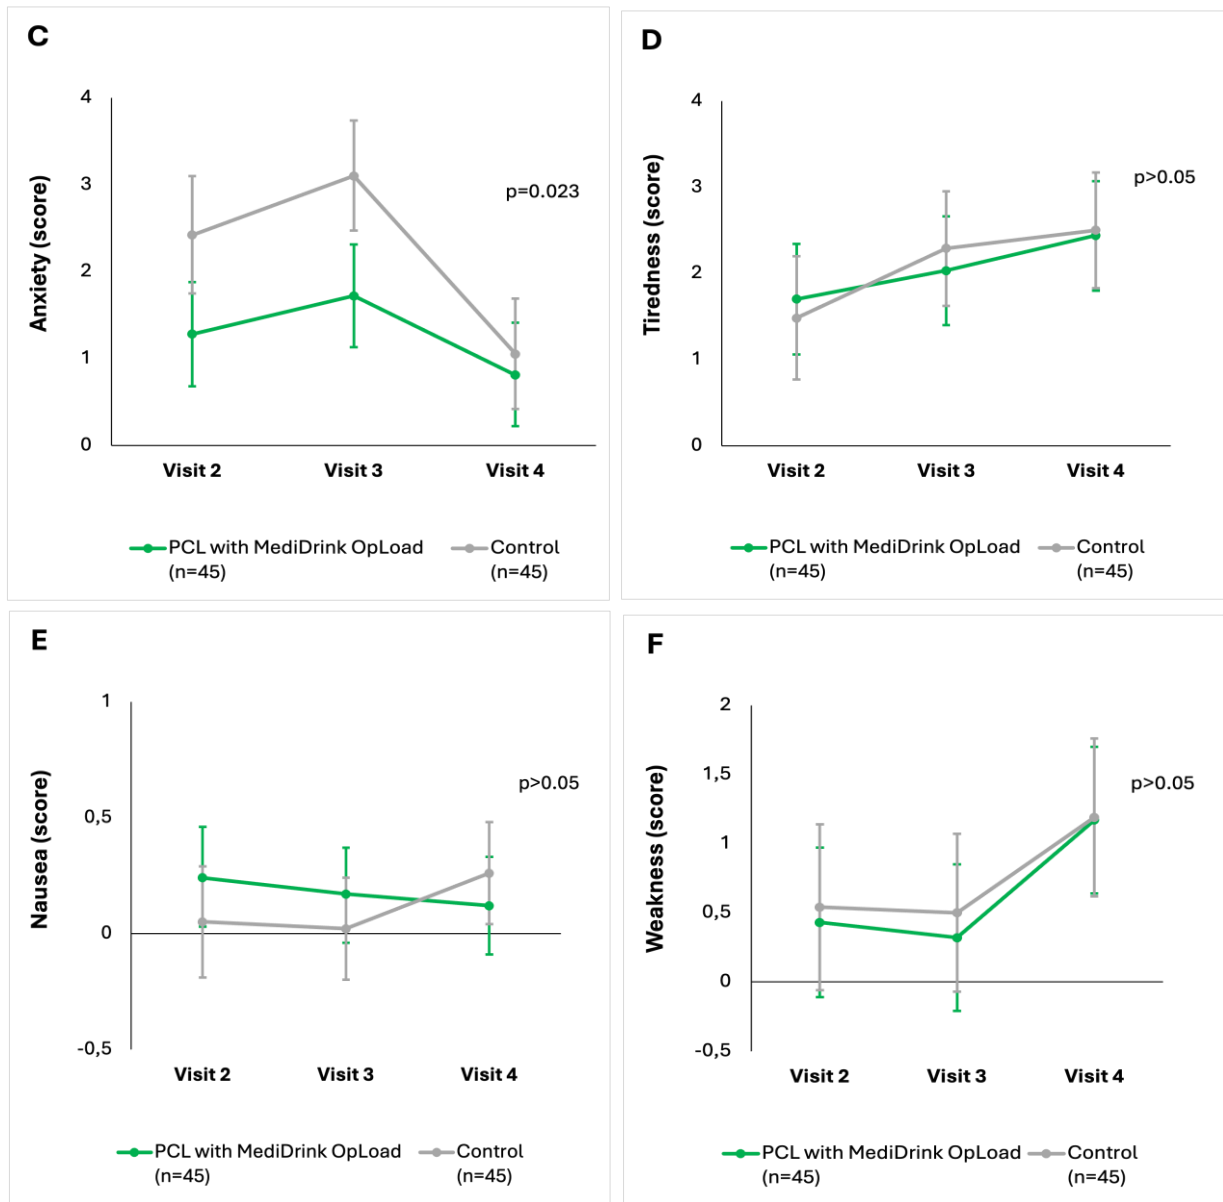 C
Anxiety (score)
4
3
2
1
0
p=0.023
Visit 2 Visit 3 Visit 4
PCL with MediDrink OpLoad Control
(n=45) (n=45)
D
Tiredness (score)
4
3
2
1
0
p>0.05
Visit 2 Visit 3 Visit 4
PCL with MediDrink OpLoad Control
(n=45) (n=45)
E
Nausea (score)
1
0,5
0
-0,5
p>0.05
Visit 2 Visit 3 Visit 4
PCL with MediDrink OpLoad Control
(n=45) (n=45)
F
Weakness (score)
2
1,5
1
0,5
0
-0,5
p>0.05
Visit 2 Visit 3 Visit 4
PCL with MediDrink OpLoad Control
(n=45) (n=45)